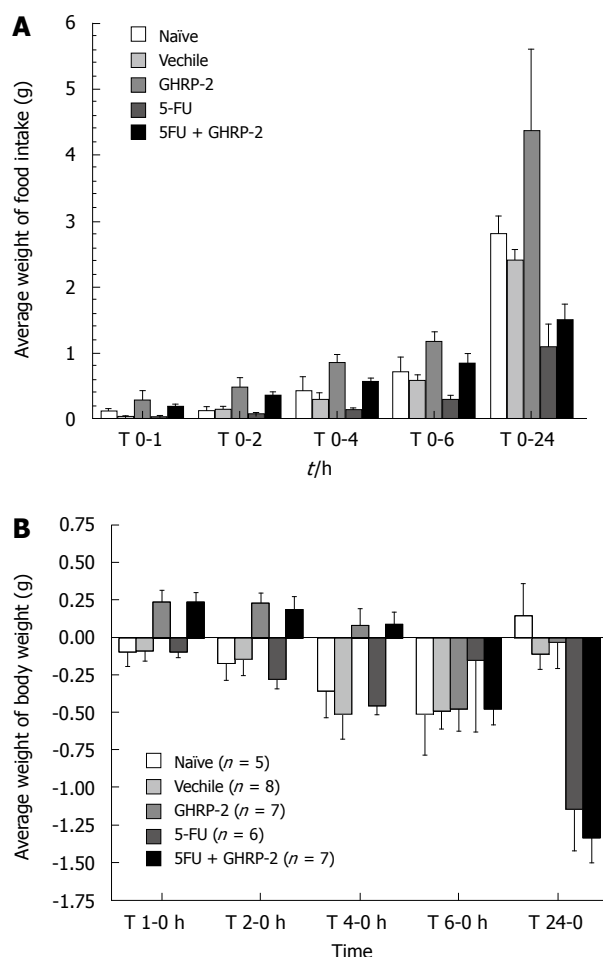 A
Average weight of food intake (g)
6
5
4
3
2
1
0
Naïve
Vechile
GHRP-2
5-FU
5FU + GHRP-2
T 0-1 T 0-2 T 0-4 T 0-6 T 0-24
t/h
B
Average weight of body weight (g)
0.75
0.50
0.25
0.00
-0.25
-0.50
-0.75
-1.00
-1.25
-1.50
-1.75
Naïve (n = 5)
Vechile (n = 8)
GHRP-2 (n = 7)
5-FU (n = 6)
5FU + GHRP-2 (n = 7)
T 1-0 h T 2-0 h T 4-0 h T 6-0 h T 24-0
Time